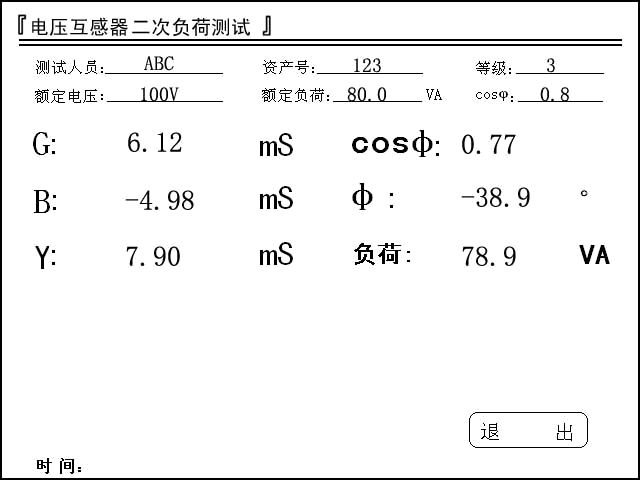 『电压互感器二次负荷测试 』
测试人员: ABC 资产号: 123 等级: 3
额定电压: 100V 额定负荷: 80.0 VA cosφ: 0.8
G: 6.12 mS cosϕ: 0.77
B: -4.98 mS ϕ : -38.9 °
Y: 7.90 mS 负荷: 78.9 VA
退 出
时间: